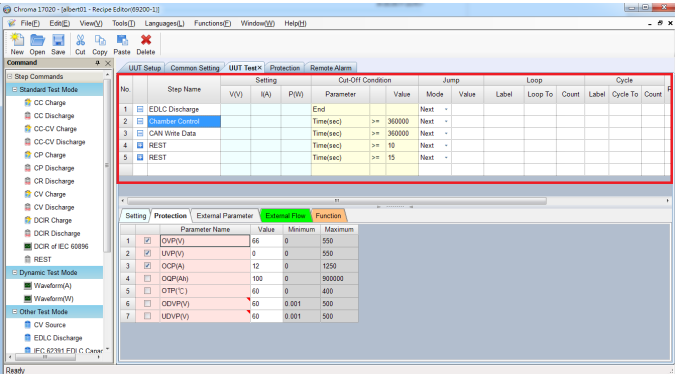 Chroma 17020 - [albert01 - Recipe Editor(69200-1)]
File(F) Edit(E) View(V) Tools(T) Languages(L) Functions(F) Window(W) Help(H)
New Open Save Cut Copy Paste Delete
Command
UUT Setup Common Setting UUT Test× Protection Remote Alarm
Step Commands
Standard Test Mode
CC Charge
CC Discharge
CC-CV Charge
CC-CV Discharge
CP Charge
CP Discharge
CR Discharge
CV Charge
CV Discharge
DCIR Charge
DCIR Discharge
DCIR of IEC 60896
REST
Dynamic Test Mode
Waveform(A)
Waveform(W)
Other Test Mode
CV Source
EDLC Discharge
IEC 62391 EDLC Capac
No. Step Name Setting Cut-Off Condition Jump Loop Cycle
V(V) I(A) P(W) Parameter Value Mode Value Label Loop To Count Label Cycle To Count R
1 EDLC Discharge End Next
2 Chamber Control Time(sec) >= 360000 Next
3 CAN Write Data Time(sec) >= 360000 Next
4 REST Time(sec) >= 10 Next
5 REST Time(sec) >= 15 Next
Setting Protection External Parameter External Flow Function
Parameter Name Value Minimum Maximum
1 OVP(V) 66 0 550
2 UVP(V) 0 0 550
3 OCP(A) 12 0 1250
4 OQP(Ah) 100 0 900000
5 OTP(℃) 60 0 400
6 ODVP(V) 60 0.001 500
7 UDVP(V) 60 0.001 500
Ready